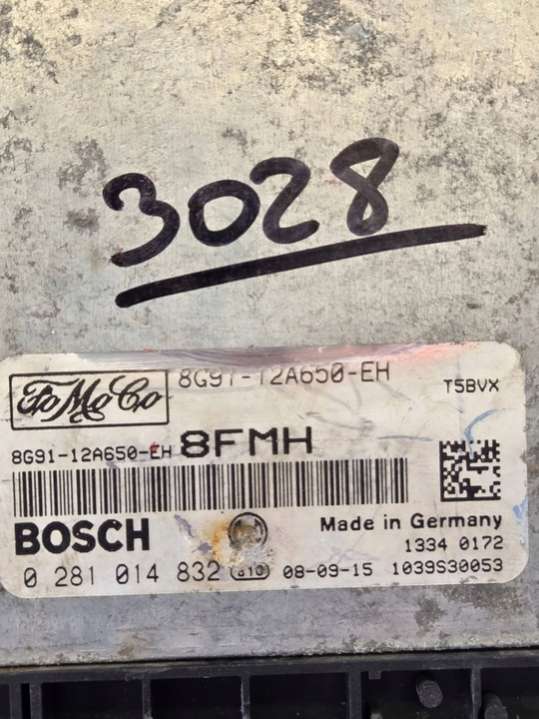 3028
FoMoCo 8G91-12A650-EH T5BVX
8G91-12A650-EH 8FMH
BOSCH Made in Germany
1334 0172
0 281 014 832 08-09-15 1039S30053